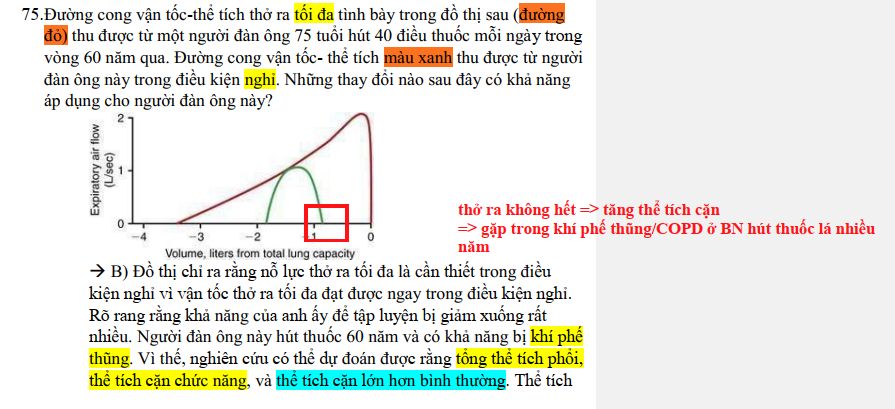 75.Đường cong vận tốc-thể tích thở ra tối đa tình bày trong đồ thị sau (đường
đỏ) thu được từ một người đàn ông 75 tuổi hút 40 điều thuốc mỗi ngày trong
vòng 60 năm qua. Đường cong vận tốc- thể tích màu xanh thu được từ người
đàn ông này trong điều kiện nghỉ. Những thay đổi nào sau đây có khả năng
áp dụng cho người đàn ông này?
Expiratory air flow
(L/sec)
2
1
0
−4 −3 −2 −1 0
Volume, liters from total lung capacity
thở ra không hết => tăng thể tích cặn
=> gặp trong khí phế thũng/COPD ở BN hút thuốc lá nhiều
năm
→ B) Đồ thị chỉ ra rằng nỗ lực thở ra tối đa là cần thiết trong điều
kiện nghỉ vì vận tốc thở ra tối đa đạt được ngay trong điều kiện nghỉ.
Rõ rang rằng khả năng của anh ấy để tập luyện bị giảm xuống rất
nhiều. Người đàn ông này hút thuốc 60 năm và có khả năng bị khí phế
thũng. Vì thế, nghiên cứu có thể dự đoán được rằng tổng thể tích phổi,
thể tích cặn chức năng, và thể tích cặn lớn hơn bình thường. Thể tích